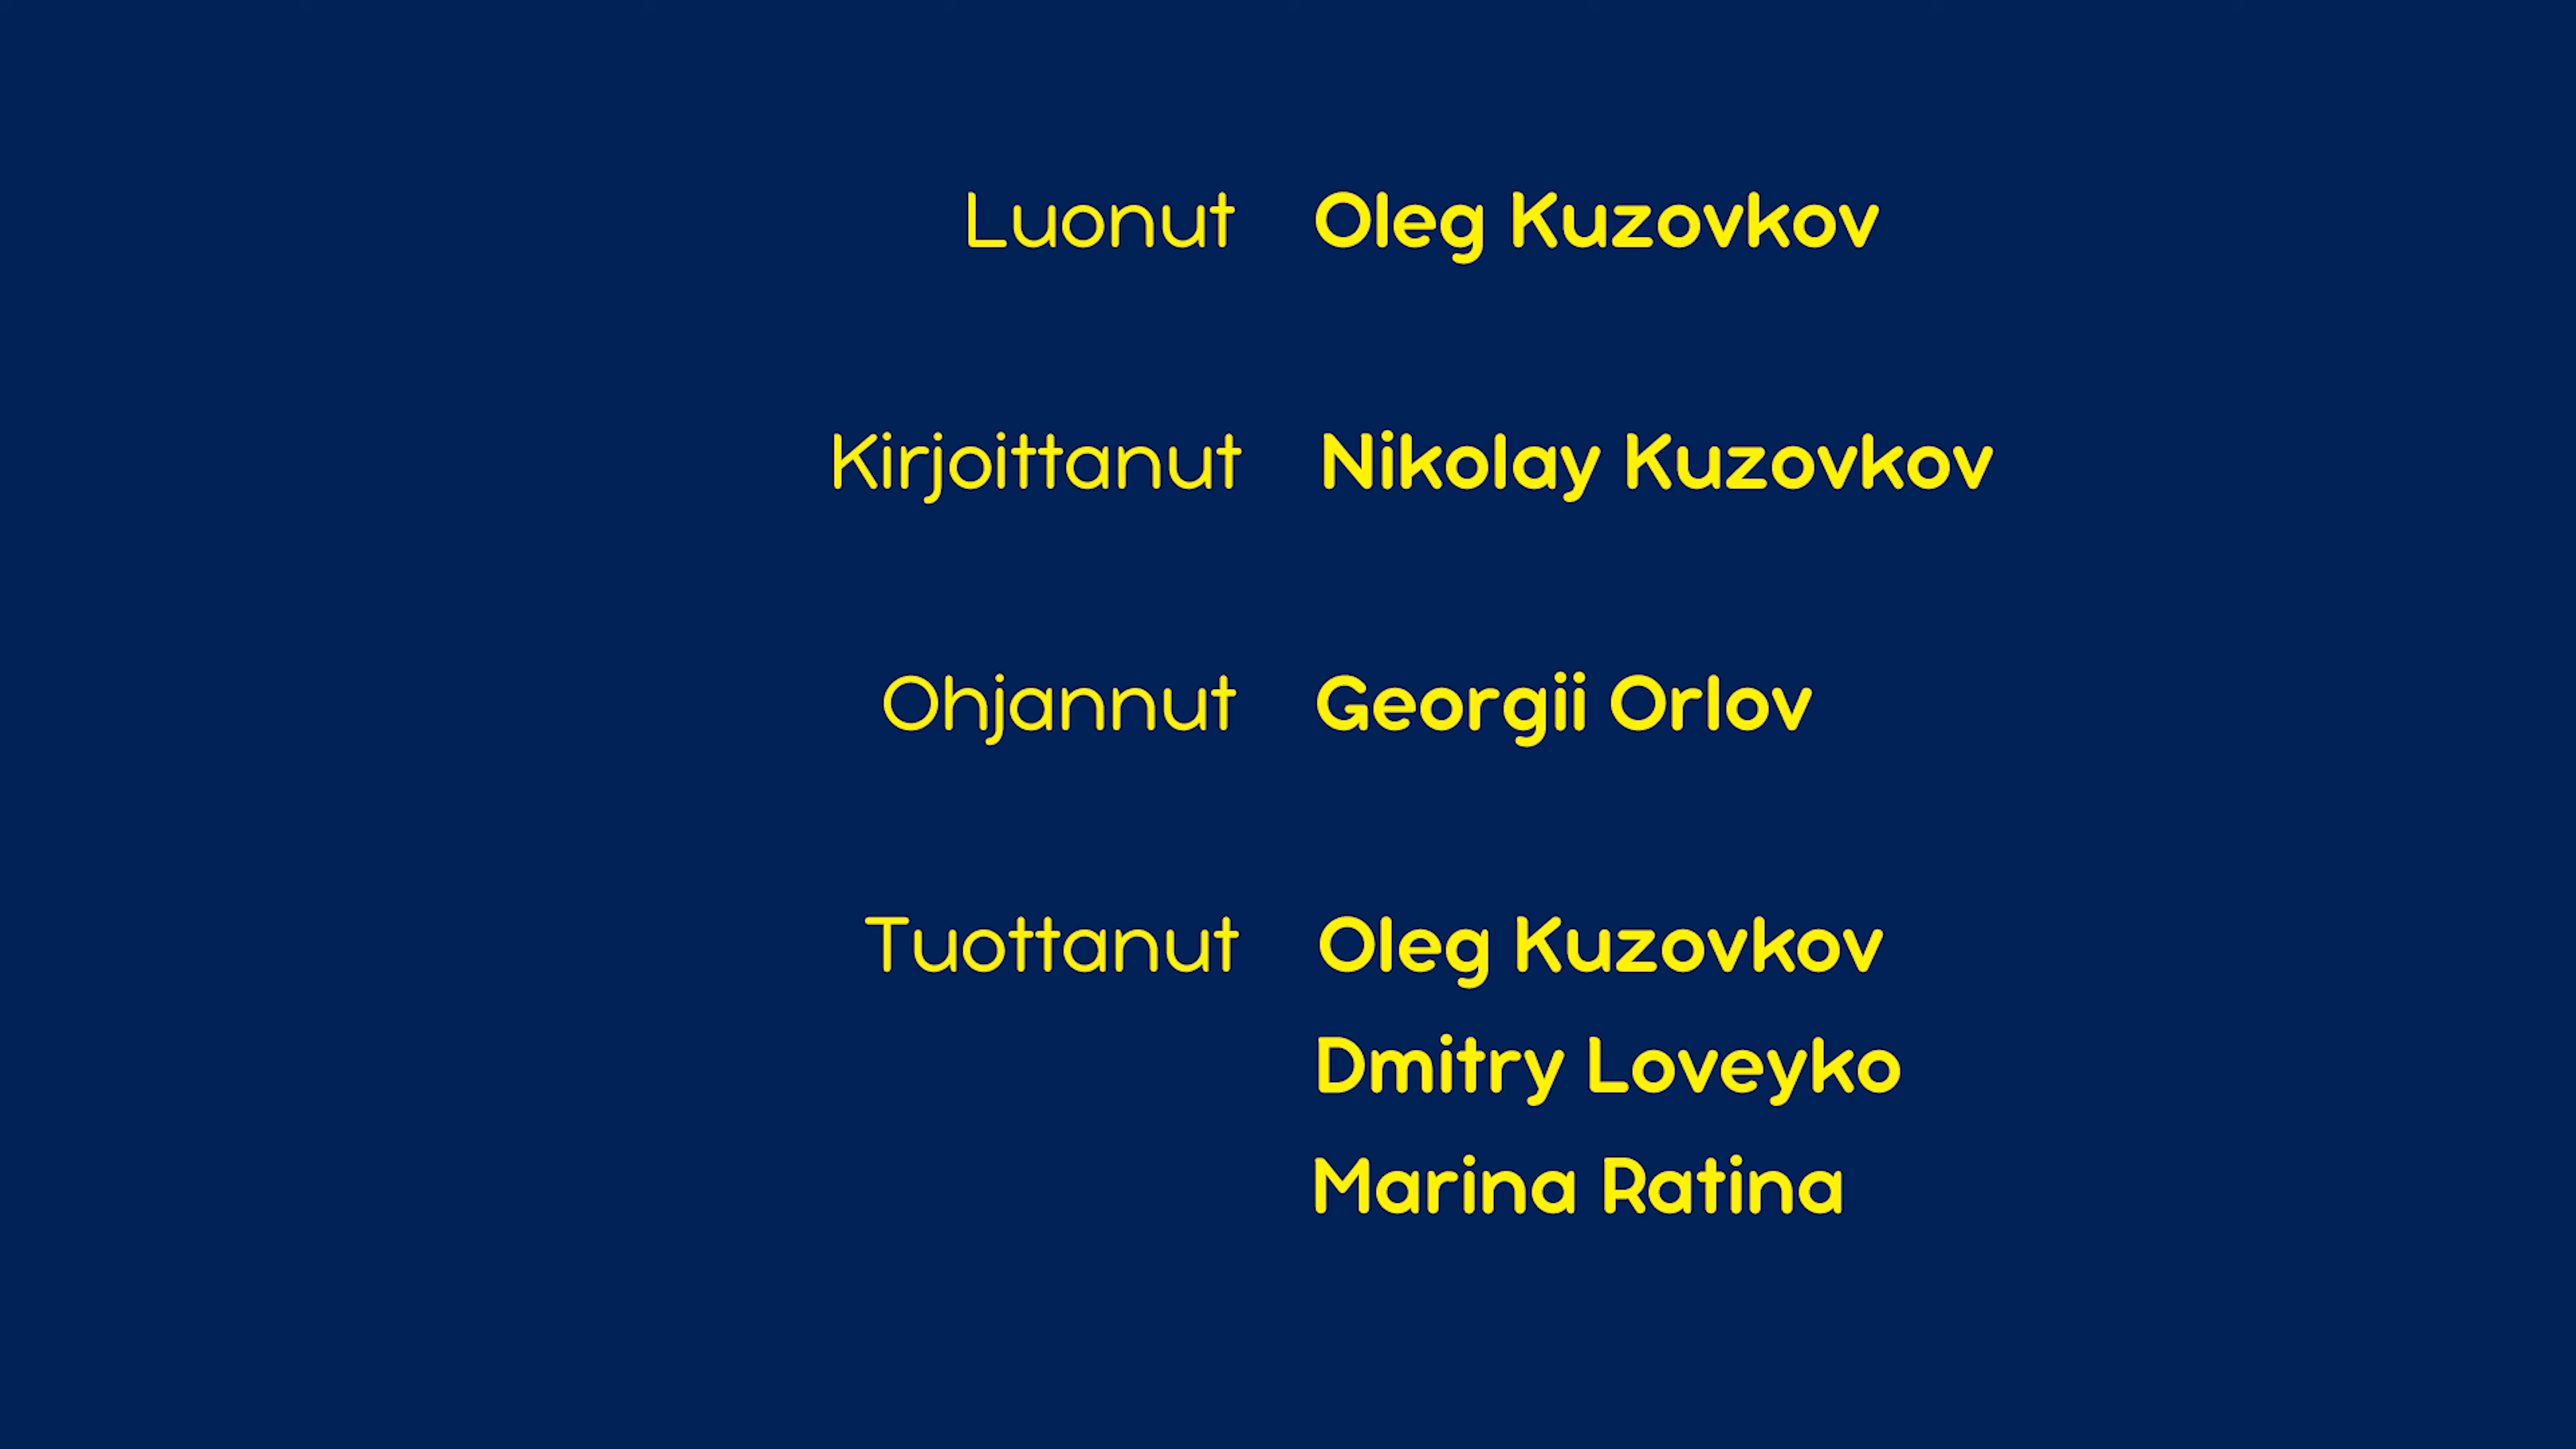 Luonut Oleg Kuzovkov
Kirjoittanut Nikolay Kuzovkov
Ohjannut Georgii Orlov
Tuottanut Oleg Kuzovkov
Dmitry Loveyko
Marina Ratina